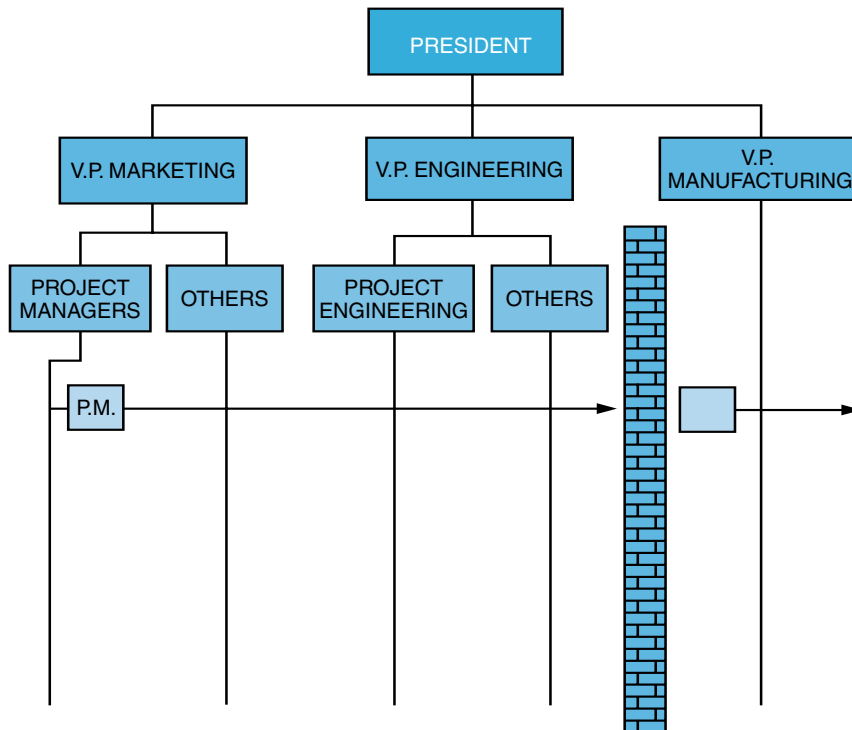 PRESIDENT
V.P. MARKETING
V.P. ENGINEERING
V.P.
MANUFACTURING
PROJECT
MANAGERS
OTHERS
PROJECT
ENGINEERING
OTHERS
P.M.